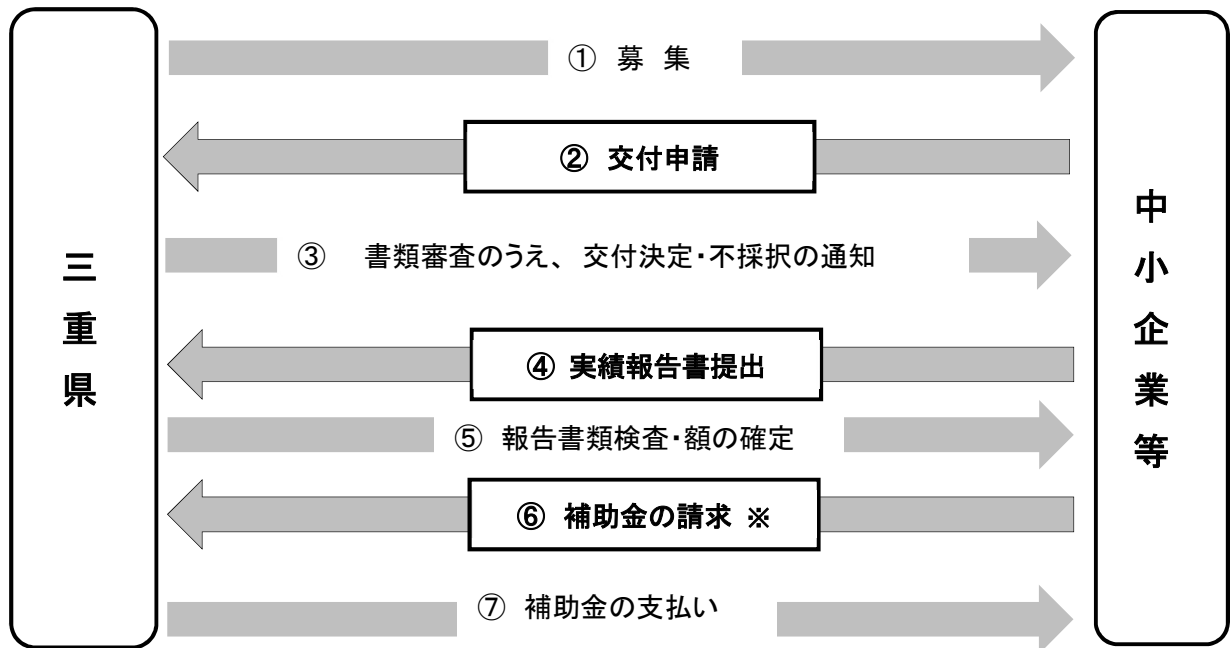 三重県
① 募 集
② 交付申請
③ 書類審査のうえ、交付決定・不採択の通知
④ 実績報告書提出
⑤ 報告書類検査・額の確定
⑥ 補助金の請求 ※
⑦ 補助金の支払い
中小企業等